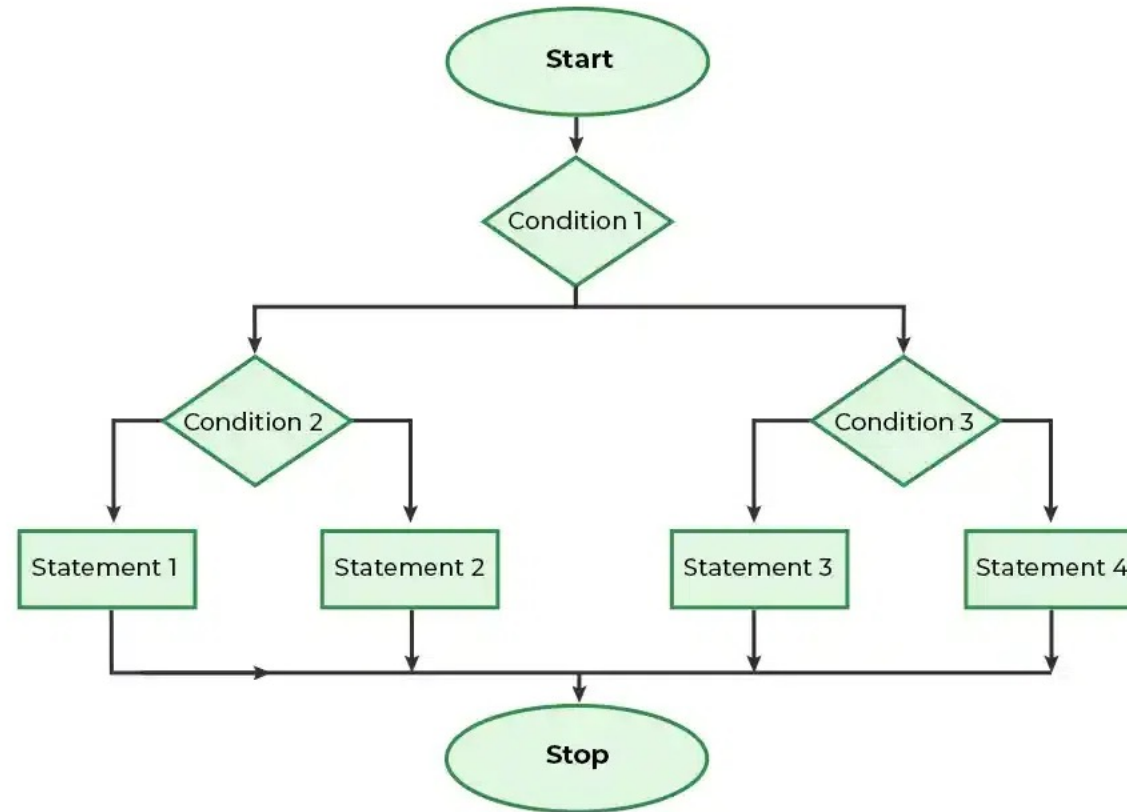 Start
Condition 1
Condition 2
Condition 3
Statement 1
Statement 2
Statement 3
Statement 4
Stop